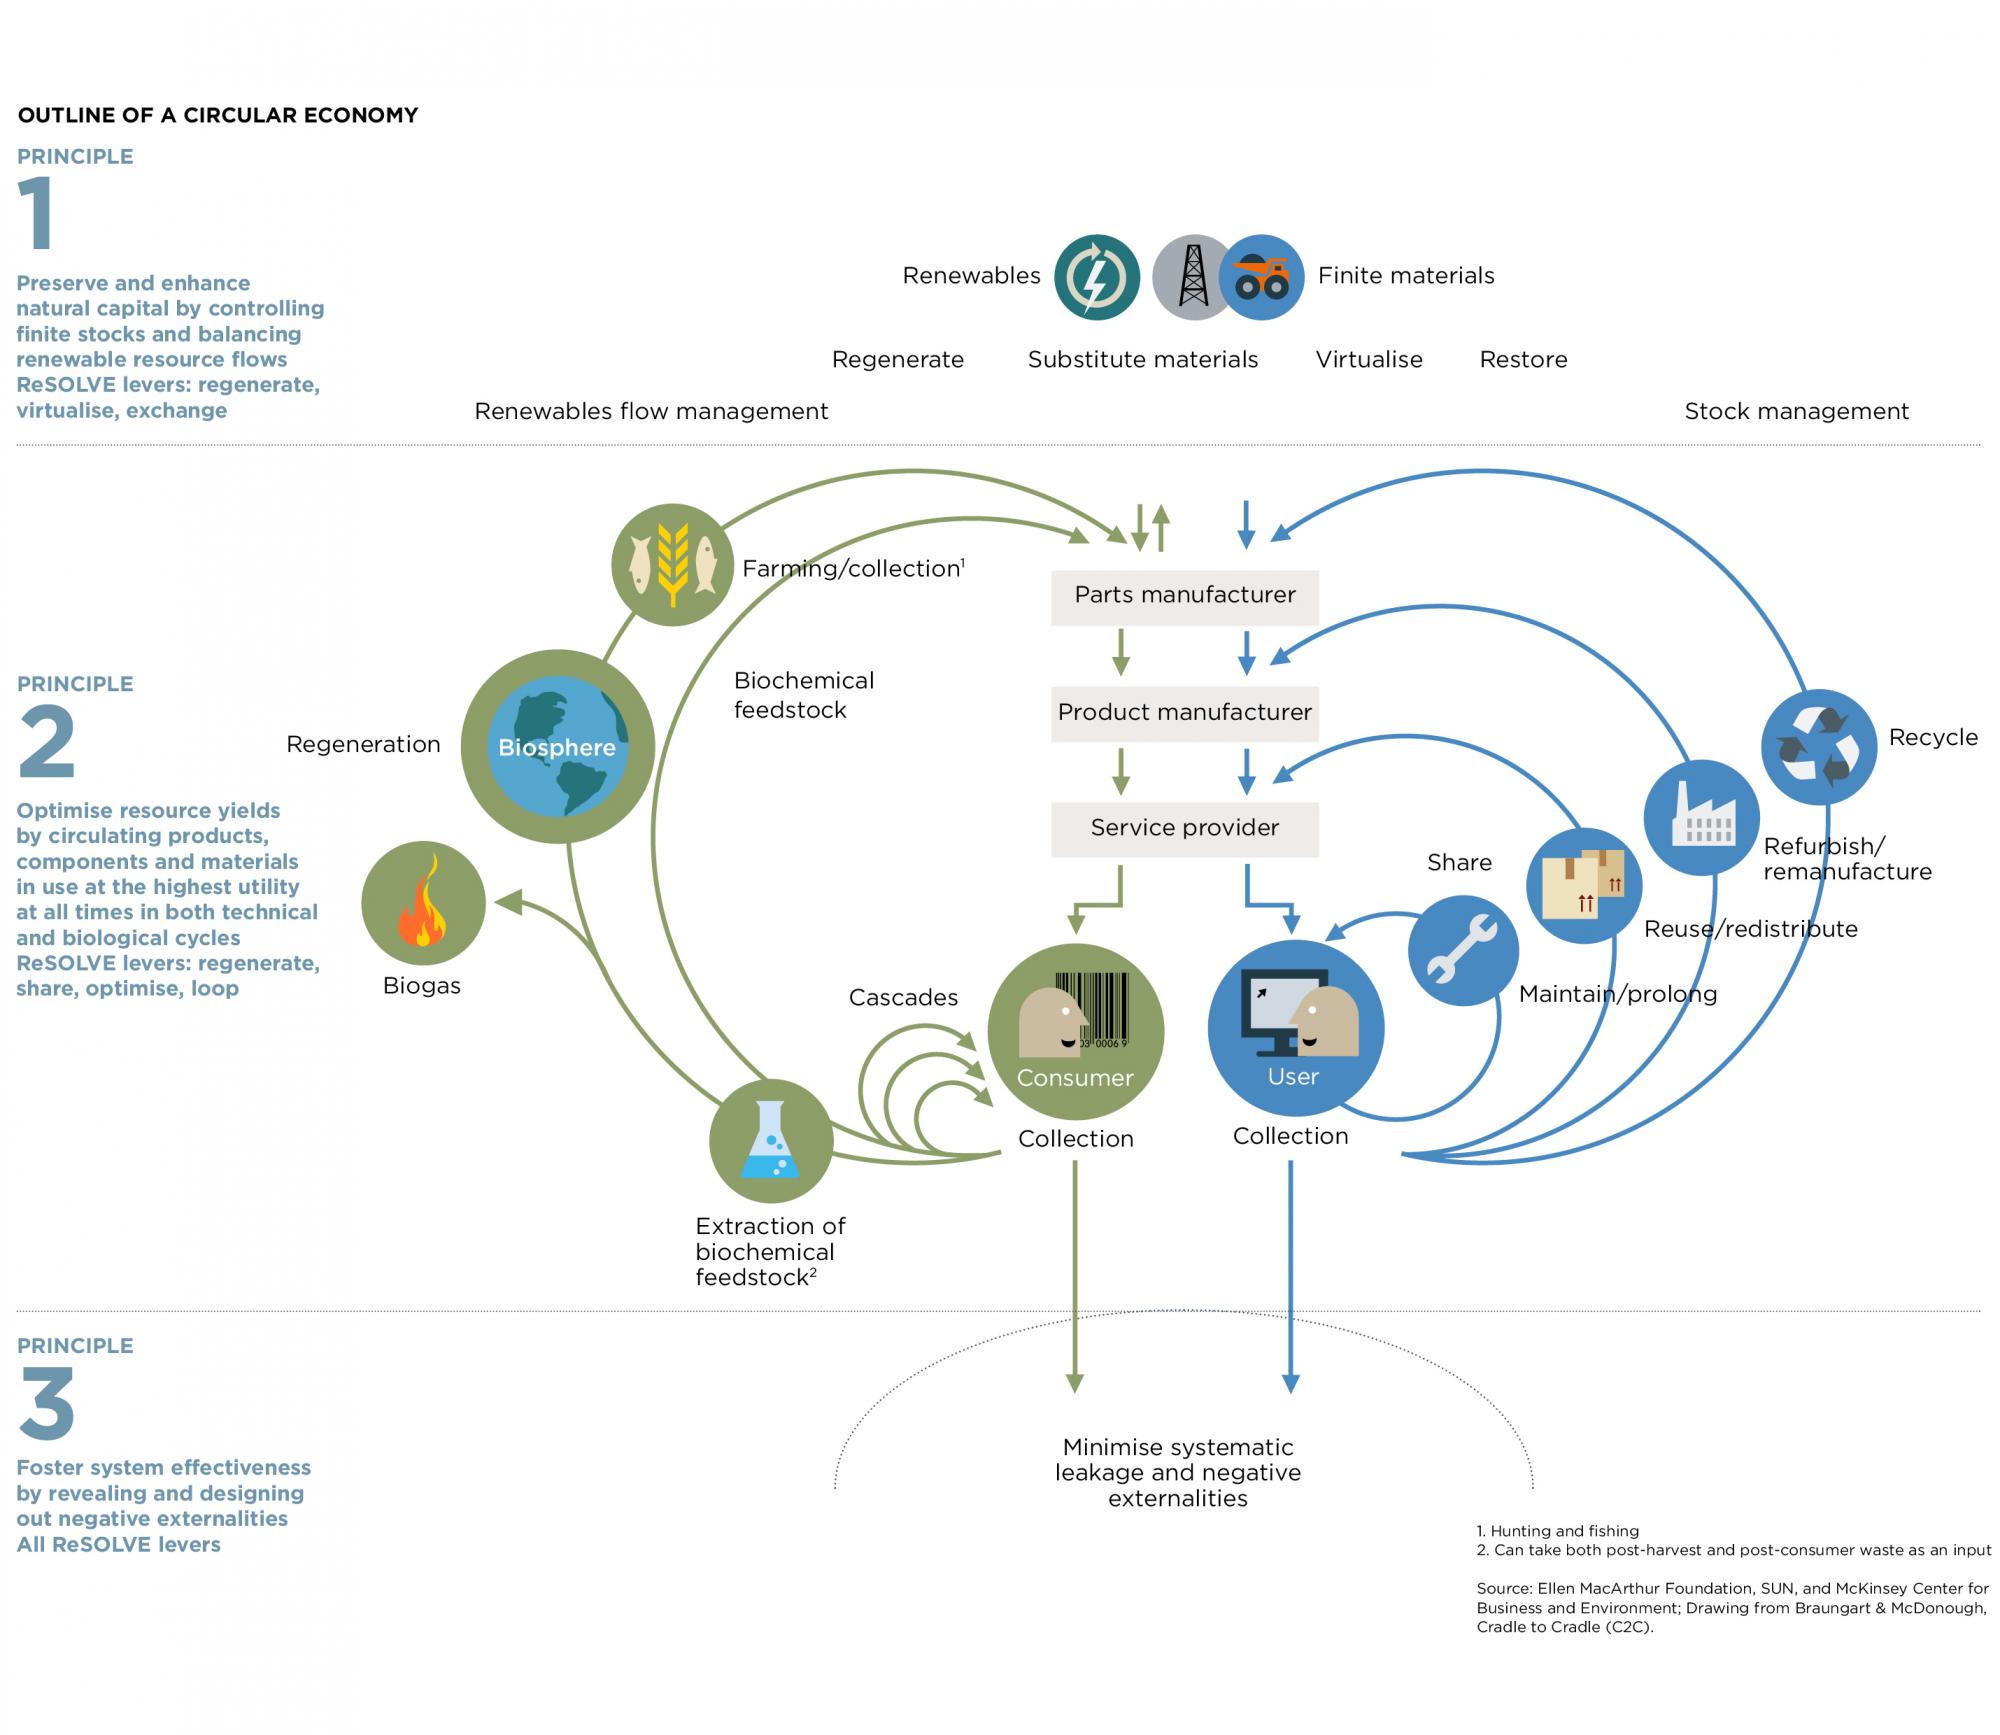 OUTLINE OF A CIRCULAR ECONOMY
PRINCIPLE
1
Preserve and enhance
natural capital by controlling
finite stocks and balancing
renewable resource flows
ReSOLVE levers: regenerate,
virtualise, exchange
Renewables
Finite materials
Regenerate
Substitute materials
Virtualise
Restore
Renewables flow management
Stock management
PRINCIPLE
2
Optimise resource yields
by circulating products,
components and materials
in use at the highest utility
at all times in both technical
and biological cycles
ReSOLVE levers: regenerate,
share, optimise, loop
Farming/collection¹
Parts manufacturer
Biochemical
feedstock
Product manufacturer
Regeneration
Biosphere
Recycle
Service provider
Share
Refurbish/
remanufacture
Reuse/redistribute
Biogas
Cascades
Maintain/prolong
03 0006 9
Consumer
User
Collection
Collection
Extraction of
biochemical
feedstock²
PRINCIPLE
3
Foster system effectiveness
by revealing and designing
out negative externalities
All ReSOLVE levers
Minimise systematic
leakage and negative
externalities
1. Hunting and fishing
2. Can take both post-harvest and post-consumer waste as an input
Source: Ellen MacArthur Foundation, SUN, and McKinsey Center for
Business and Environment; Drawing from Braungart & McDonough,
Cradle to Cradle (C2C).